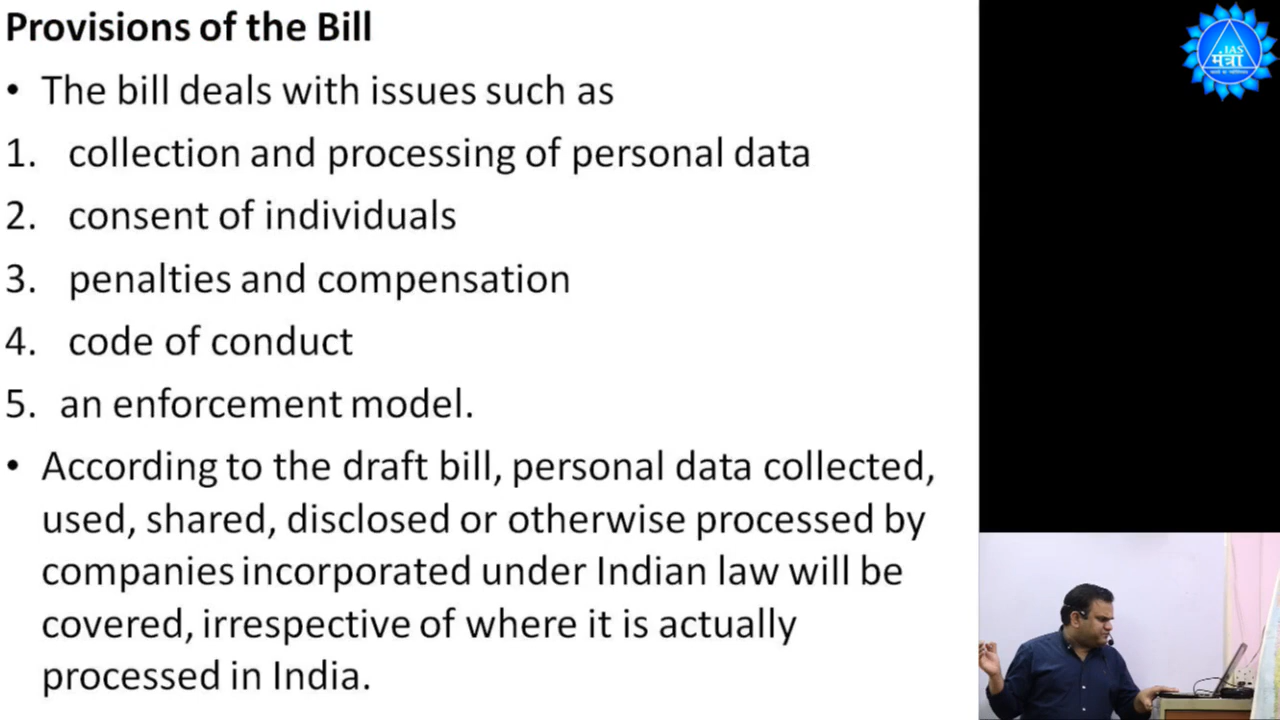 Provisions of the Bill
• The bill deals with issues such as
1. collection and processing of personal data
2. consent of individuals
3. penalties and compensation
4. code of conduct
5. an enforcement model.
• According to the draft bill, personal data collected,
used, shared, disclosed or otherwise processed by
companies incorporated under Indian law will be
covered, irrespective of where it is actually
processed in India.
IAS
मंत्रा